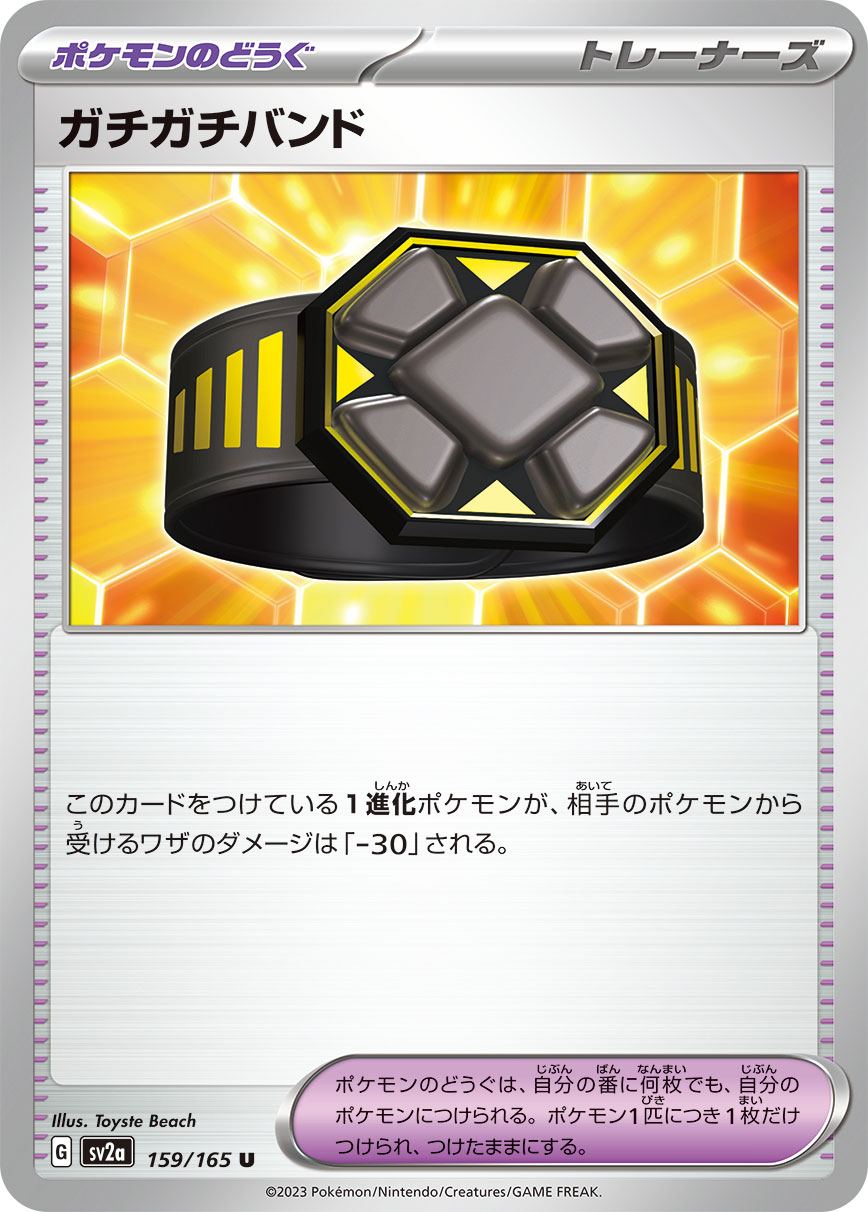 ポケモンのどうぐ トレーナーズ
ガチガチバンド
このカードをつけている1進化ポケモンが、相手のポケモンから
受けるワザのダメージは「-30」される。
ポケモンのどうぐは、自分の番に何枚でも、自分の
ポケモンにつけられる。ポケモン1匹につき1枚だけ
つけられ、つけたままにする。
Illus. Toyste Beach
G sv2a 159/165 U
©2023 Pokémon/Nintendo/Creatures/GAME FREAK.